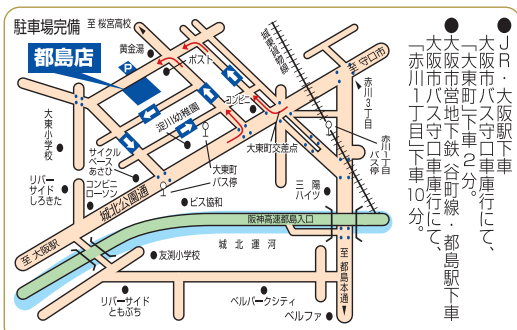 駐車場完備
至 桜宮高校
黄金湯
ポスト
都島店
P
城東貨物線
至 守口市
赤川3丁目
コンビニ
淀川幼稚園
大東小学校
サイクル
ベース
あさひ
大東町
バス停
大東町交差点
赤川1丁目
バス停
リバー
サイド
しろきた
コンビニ
ローソン
三陽
ハイツ
城北公園通
ビス協和
阪神高速都島入口
至 大阪駅
城北運河
友渕小学校
至 都島本通
リバーサイド
ともぶち
ベルパークシティ
ベルファ
●JR・大阪駅下車
大阪市バス守口車庫行にて、
「大東町」下車2分。
●大阪市営地下鉄・谷町線・都島駅下車
大阪市バス守口車庫行にて、
「赤川1丁目」下車10分。